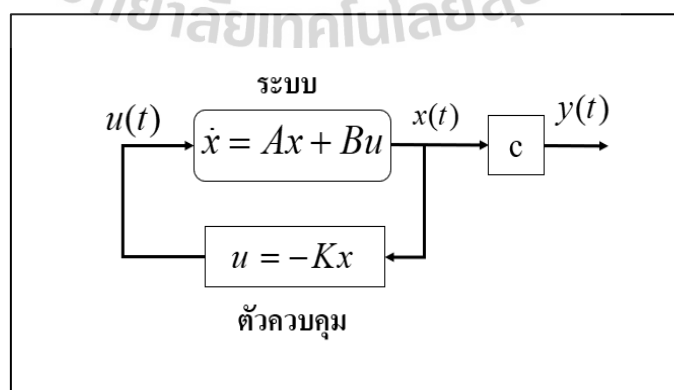 ระบบ
u(t)
ẋ = Ax + Bu
x(t)
c
y(t)
u = −Kx
ตัวควบคุม